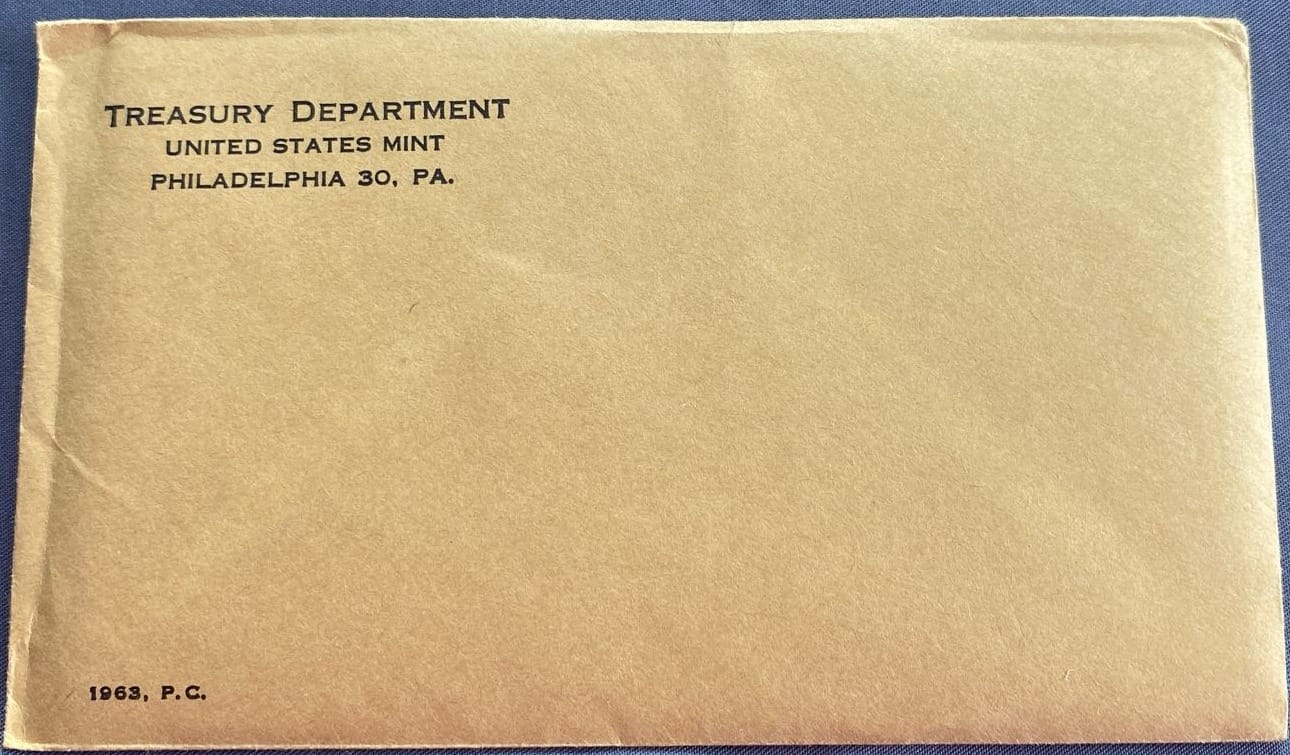 TREASURY DEPARTMENT
UNITED STATES MINT
PHILADELPHIA 30, PA.
1963, P.C.